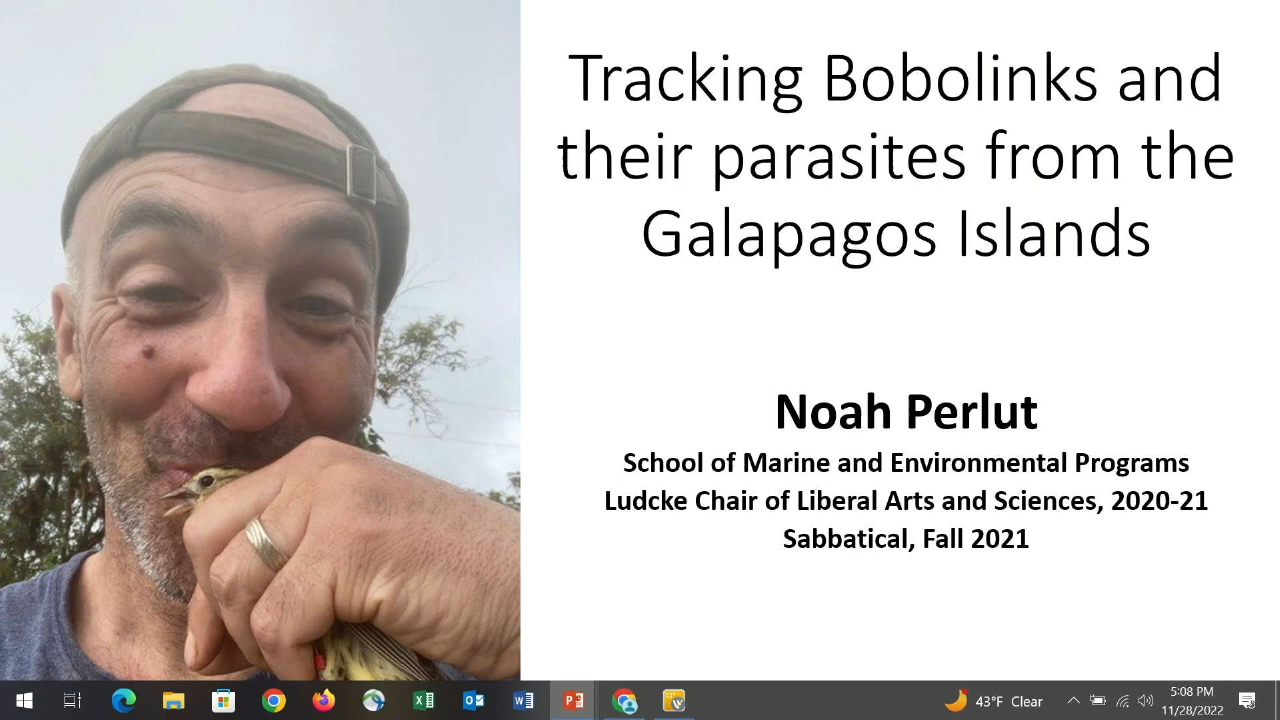 Tracking Bobolinks and
their parasites from the
Galapagos Islands
Noah Perlut
School of Marine and Environmental Programs
Ludcke Chair of Liberal Arts and Sciences, 2020-21
Sabbatical, Fall 2021
43°F Clear
5:08 PM
11/28/2022